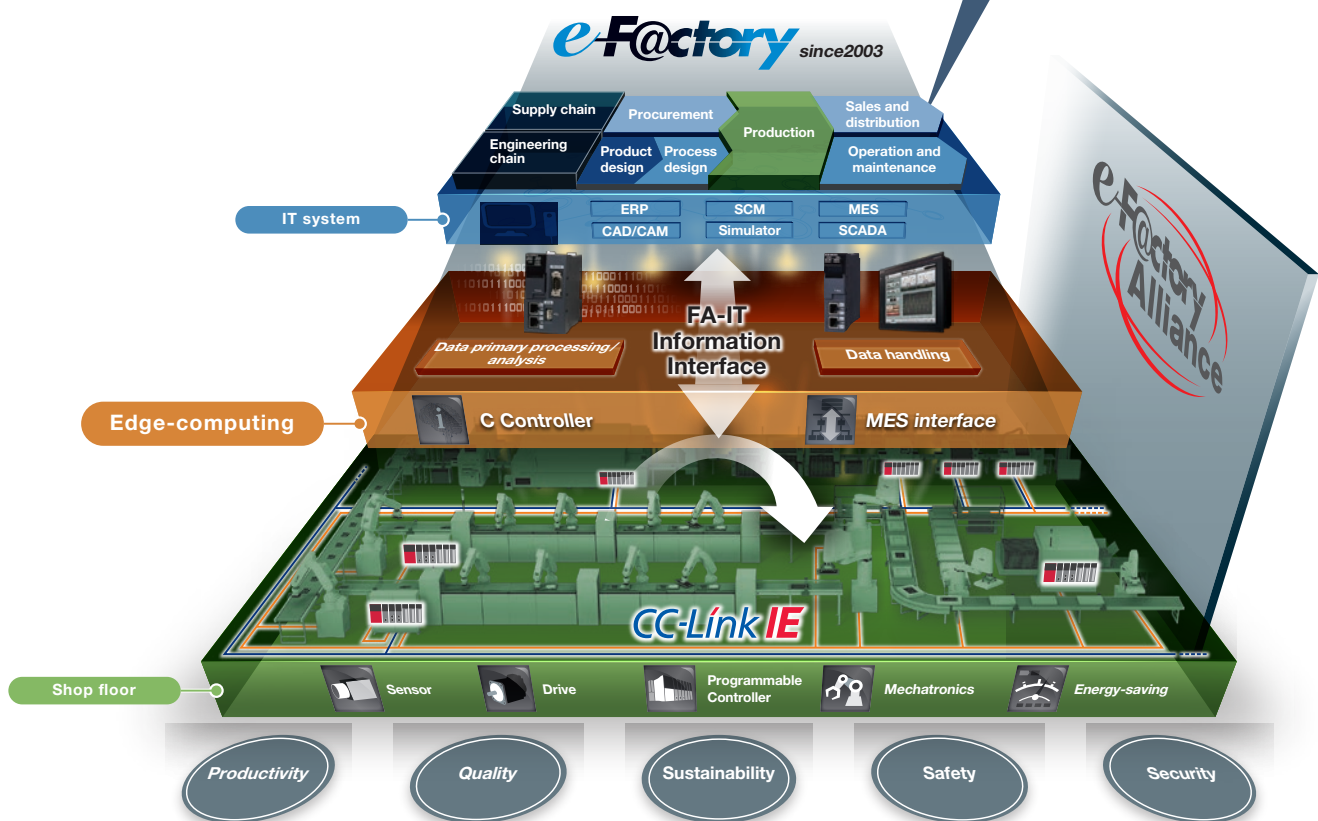 e-F@ctory since2003
Supply chain
Procurement
Production
Sales and
distribution
Engineering
chain
Product
design
Process
design
Operation and
maintenance
IT system
ERP
SCM
MES
CAD/CAM
Simulator
SCADA
FA-IT
Information
Interface
Data primary processing/
analysis
Data handling
Edge-computing
C Controller
MES interface
e-F@ctory
Alliance
CC-Link IE
Shop floor
Sensor
Drive
Programmable
Controller
Mechatronics
Energy-saving
Productivity
Quality
Sustainability
Safety
Security